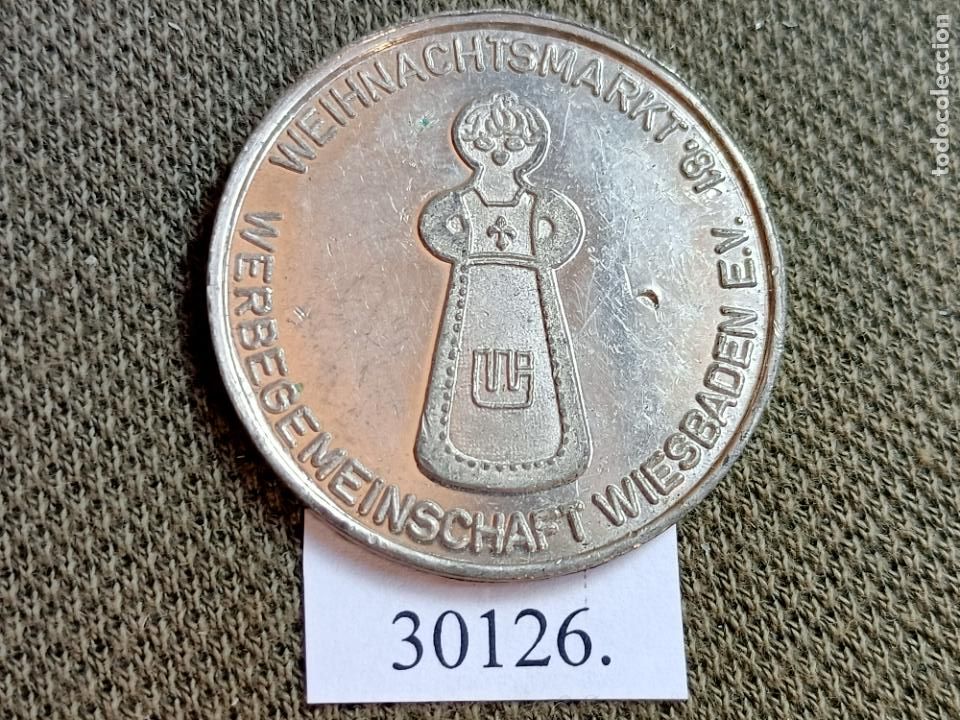 WEIHNACHTSMARKT '81
WERBEGEMEINSCHAFT WIESBADEN E.V.
30126.
todocoleccion